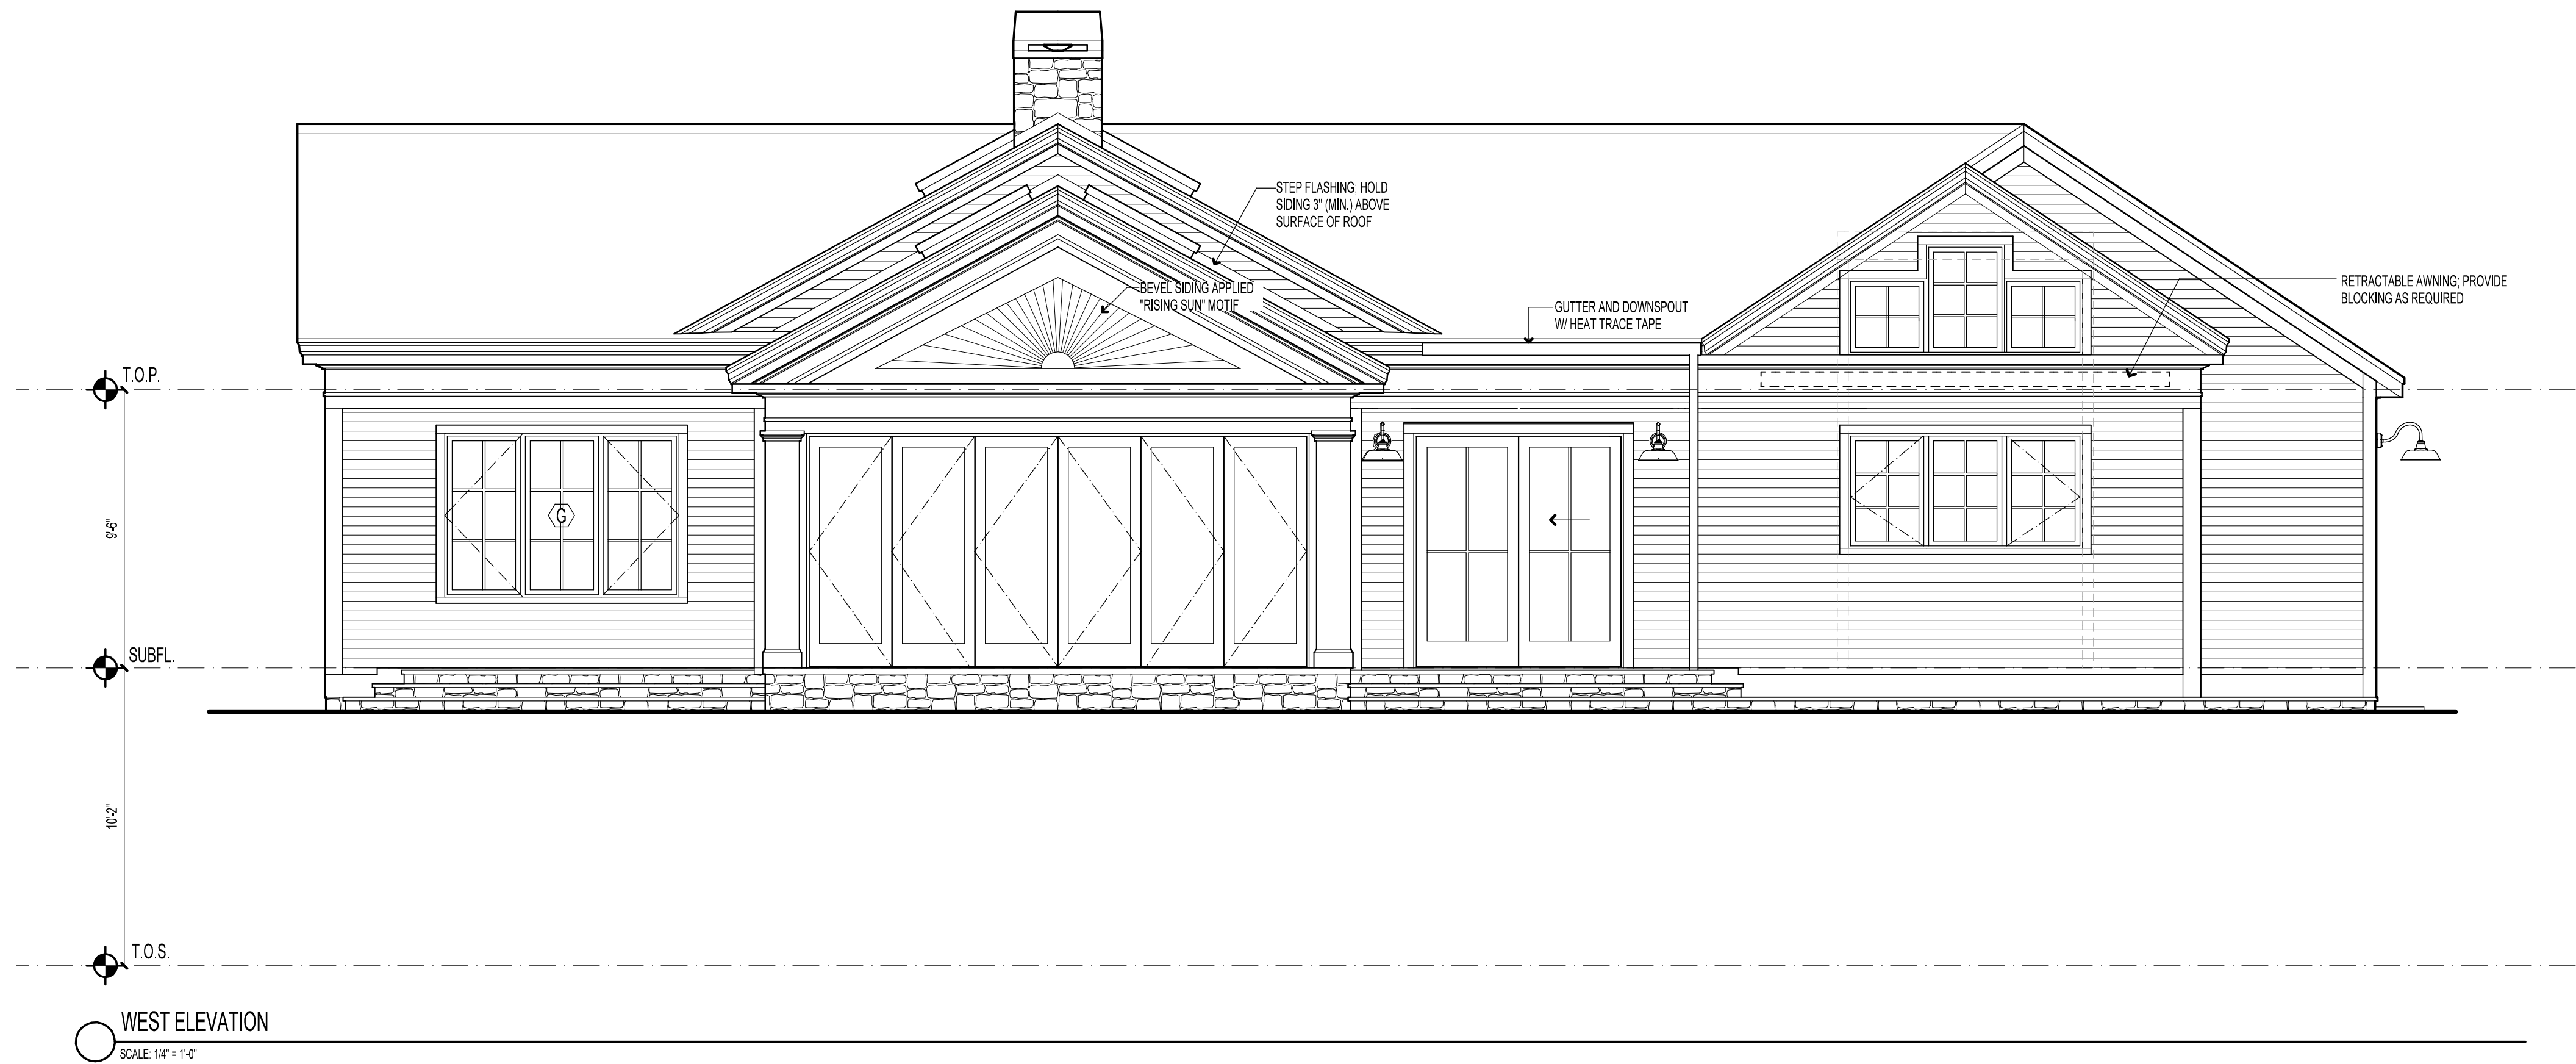 STEP FLASHING; HOLD
SIDING 3" (MIN.) ABOVE
SURFACE OF ROOF
BEVEL SIDING APPLIED
"RISING SUN" MOTIF
GUTTER AND DOWNSPOUT
W/ HEAT TRACE TAPE
RETRACTABLE AWNING; PROVIDE
BLOCKING AS REQUIRED
T.O.P.
9'-6"
G
SUBFL.
10'-2"
T.O.S.
WEST ELEVATION
SCALE: 1/4" = 1'-0"